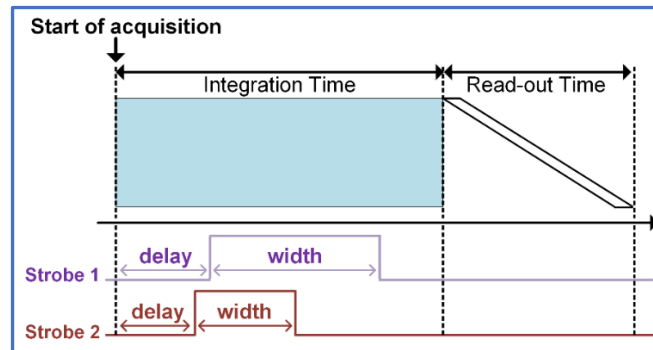 Start of acquisition
Integration Time
Read-out Time
delay
width
Strobe 1
delay
width
Strobe 2